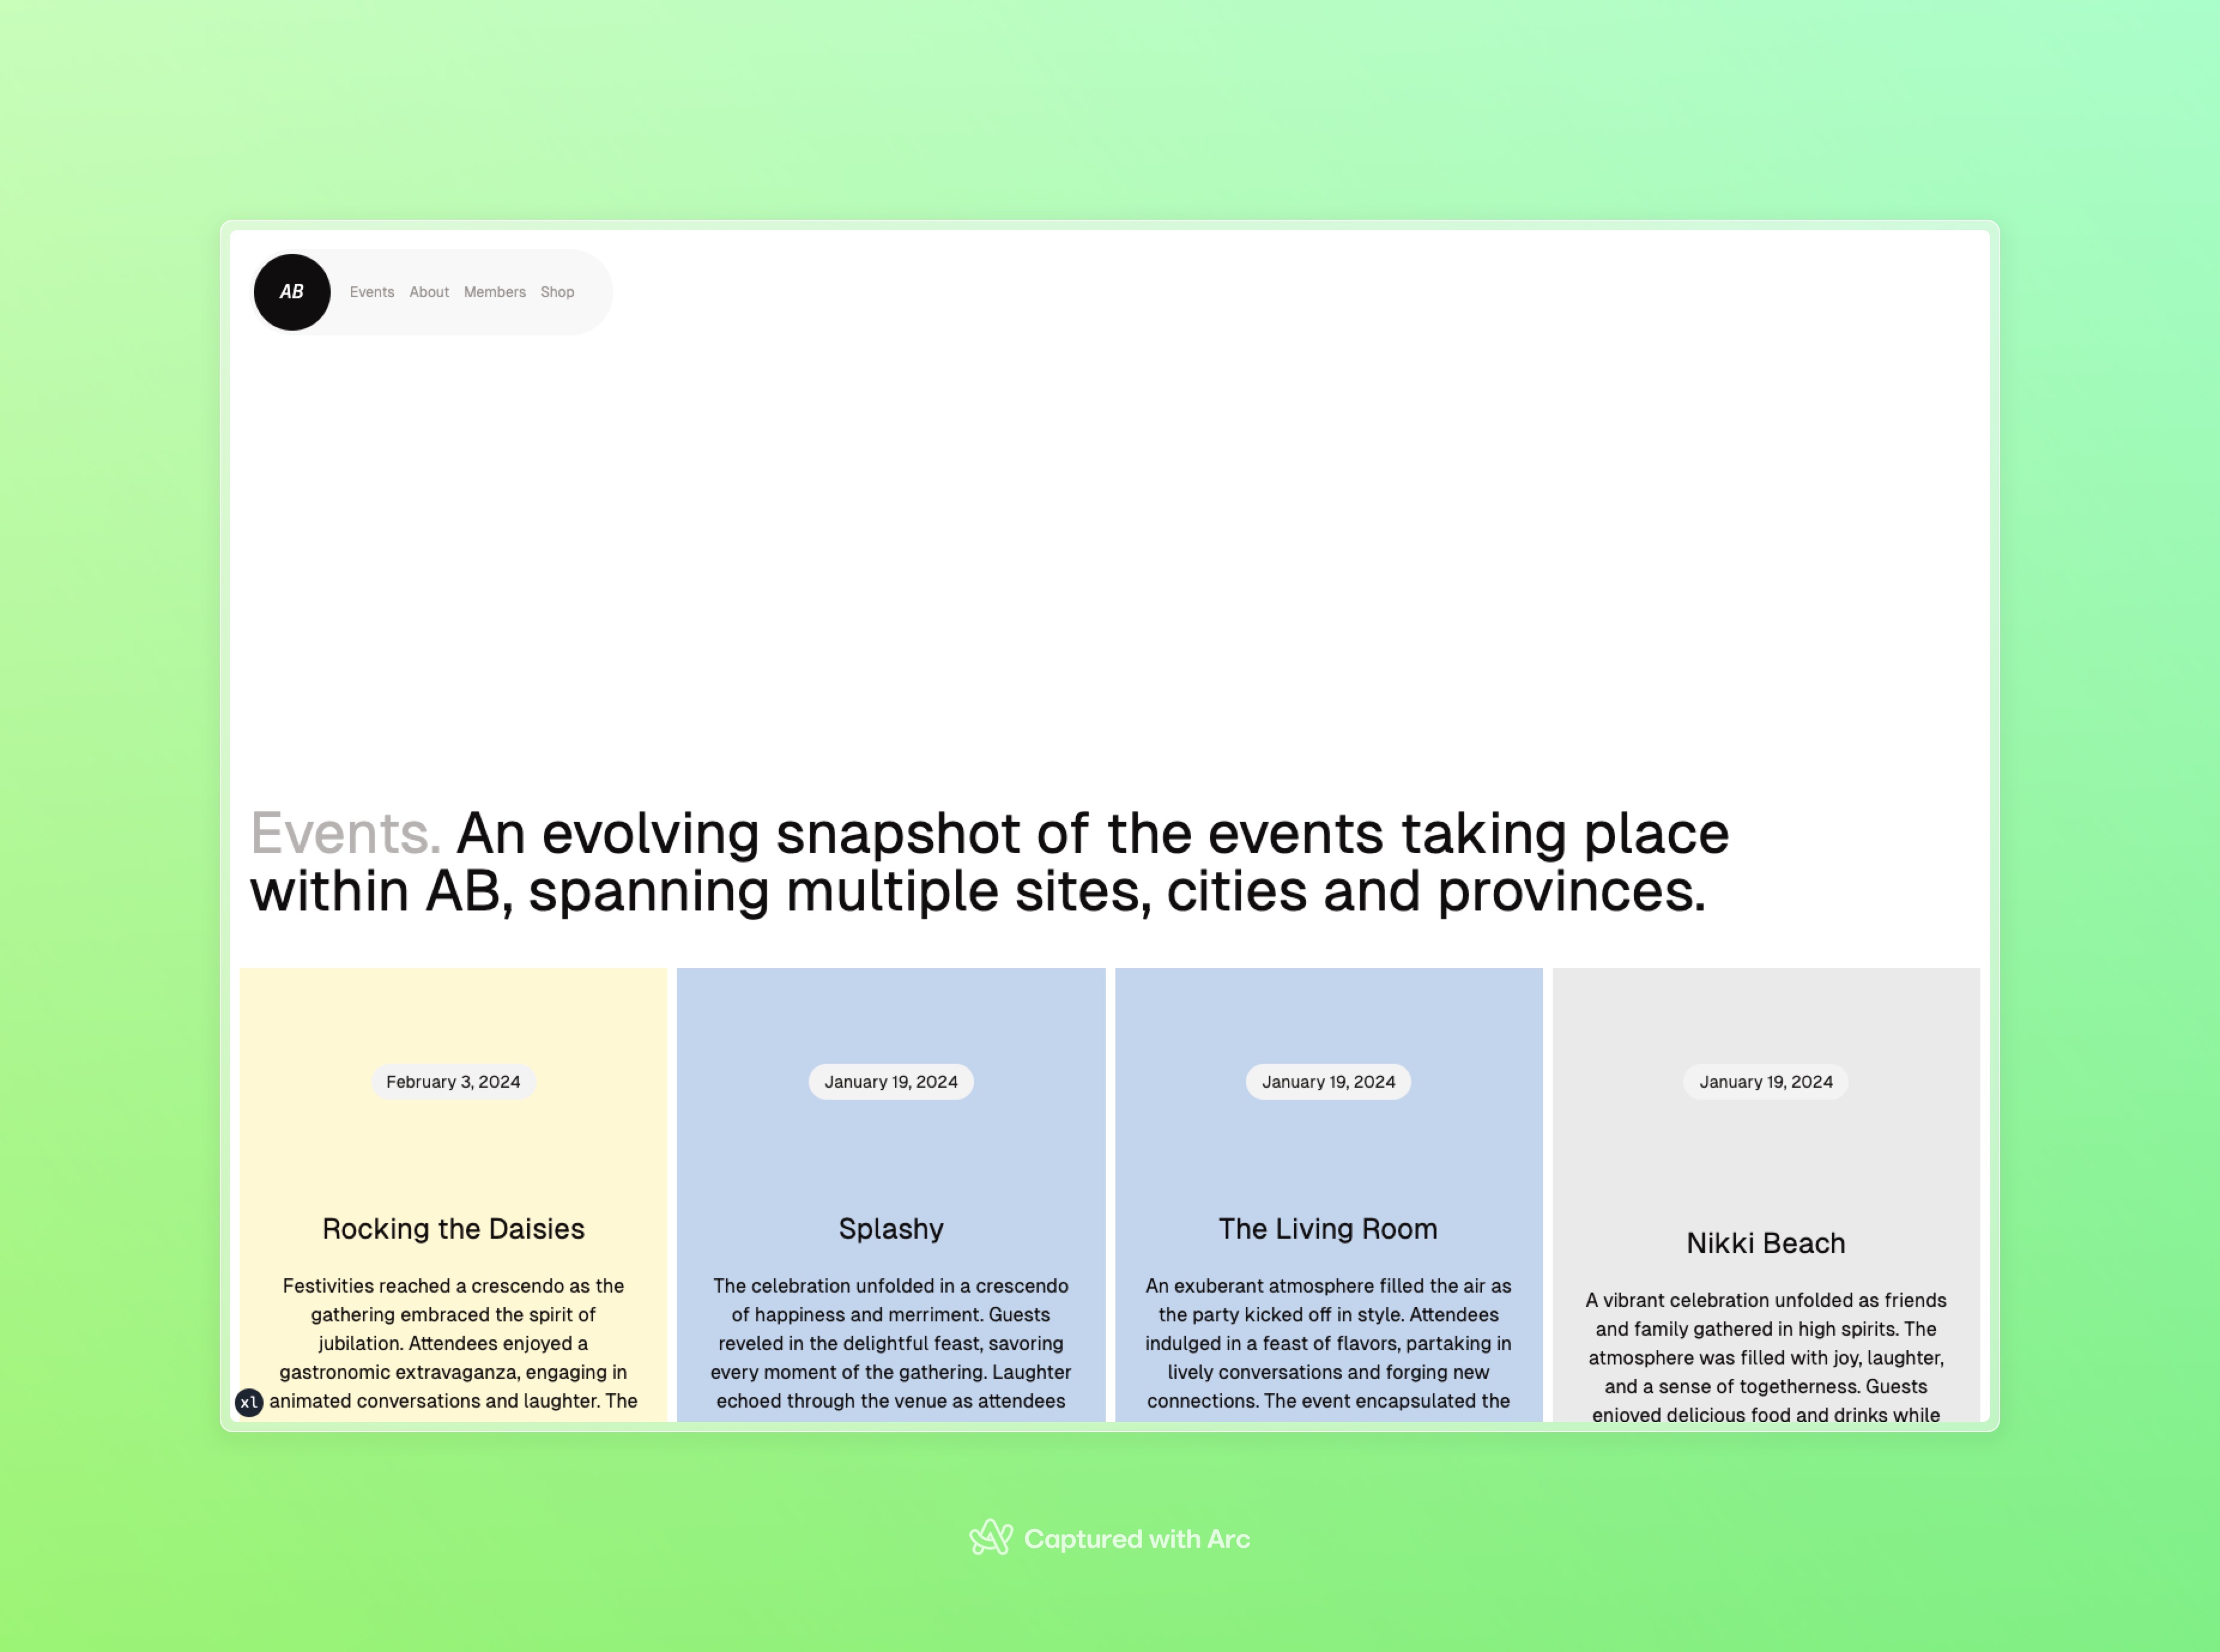 AB
Events About Members Shop
Events. An evolving snapshot of the events taking place
within AB, spanning multiple sites, cities and provinces.
February 3, 2024
Rocking the Daisies
Festivities reached a crescendo as the
gathering embraced the spirit of
jubilation. Attendees enjoyed a
gastronomic extravaganza, engaging in
animated conversations and laughter. The
January 19, 2024
Splashy
The celebration unfolded in a crescendo
of happiness and merriment. Guests
reveled in the delightful feast, savoring
every moment of the gathering. Laughter
echoed through the venue as attendees
January 19, 2024
The Living Room
An exuberant atmosphere filled the air as
the party kicked off in style. Attendees
indulged in a feast of flavors, partaking in
lively conversations and forging new
connections. The event encapsulated the
January 19, 2024
Nikki Beach
A vibrant celebration unfolded as friends
and family gathered in high spirits. The
atmosphere was filled with joy, laughter,
and a sense of togetherness. Guests
enjoyed delicious food and drinks while
xl
Captured with Arc